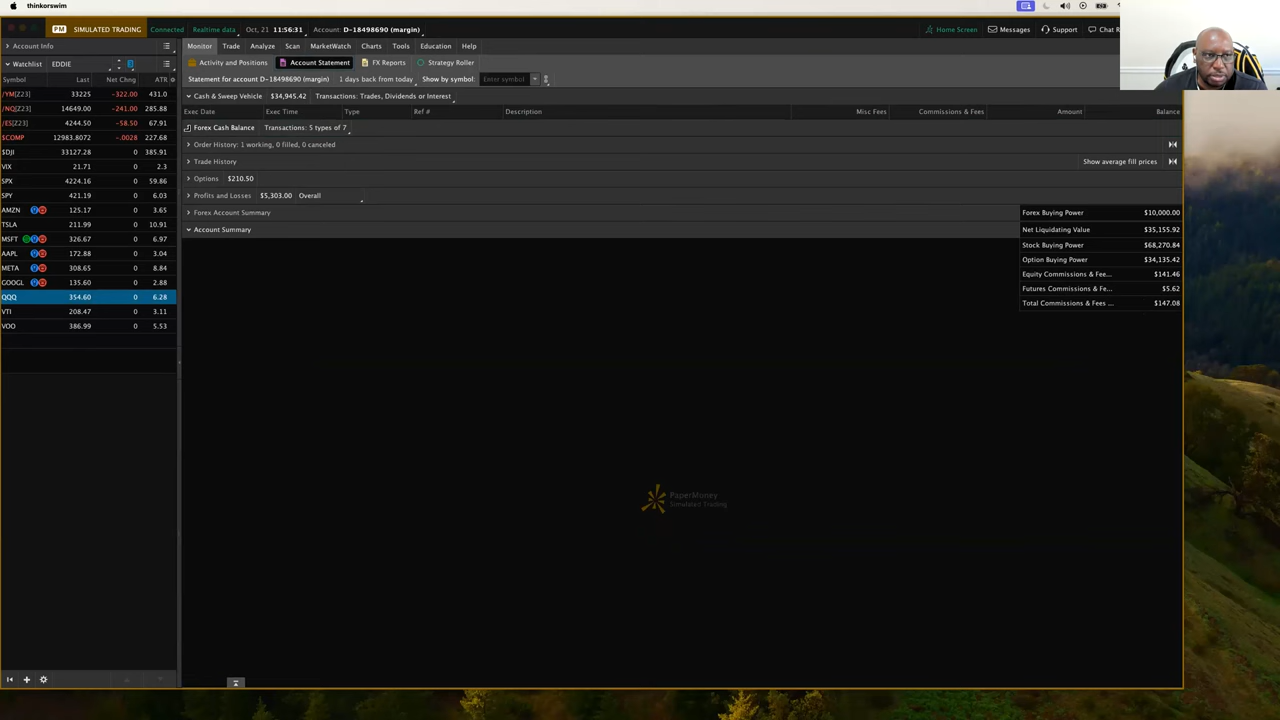 thinkorswim
PM SIMULATED TRADING Connected Realtime data Oct, 21 11:56:31 Account: D-18498690 (margin) Home Screen Messages Support Chat R
Account Info
Monitor Trade Analyze Scan MarketWatch Charts Tools Education Help
Watchlist EDDIE 3
Activity and Positions Account Statement FX Reports Strategy Roller
Symbol Last Net Chng ATR
Statement for account D-18498690 (margin) 1 days back from today Show by symbol: Enter symbol
/YM[Z23] 33225 -322.00 431.0
Cash & Sweep Vehicle $34,945.42 Transactions: Trades, Dividends or Interest
/NQ[Z23] 14649.00 -241.00 285.88
Exec Date Exec Time Type Ref # Description Misc Fees Commissions & Fees Amount Balance
/ES[Z23] 4244.50 -58.50 67.91
Forex Cash Balance Transactions: 5 types of 7
$COMP 12983.8072 -.0028 227.68
Order History: 1 working, 0 filled, 0 canceled
$DJI 33127.28 0 385.91
Trade History Show average fill prices
VIX 21.71 0 2.3
Options $210.50
SPX 4224.16 0 59.86
Profits and Losses $5,303.00 Overall
SPY 421.19 0 6.03
Forex Account Summary
Forex Buying Power $10,000.00
AMZN 125.17 0 3.65
Account Summary
Net Liquidating Value $35,155.92
TSLA 211.99 0 10.91
Stock Buying Power $68,270.84
MSFT 326.67 0 6.97
Option Buying Power $34,135.42
AAPL 172.88 0 3.04
Equity Commissions & Fee... $141.46
META 308.65 0 8.84
Futures Commissions & Fe... $5.62
GOOGL 135.60 0 2.88
Total Commissions & Fees ... $147.08
QQQ 354.60 0 6.28
VTI 208.47 0 3.11
VOO 386.99 0 5.53
PaperMoney
Simulated Trading